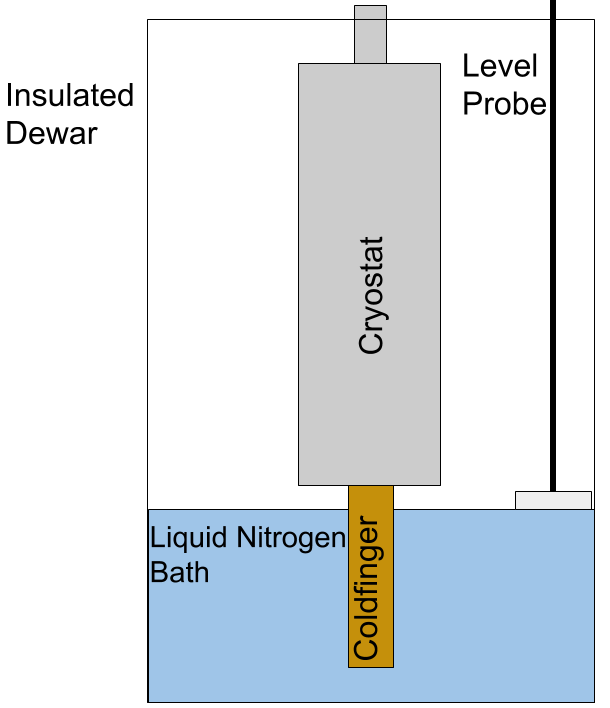 Insulated
Dewar
Level
Probe
Cryostat
Liquid Nitrogen
Bath
Coldfinger